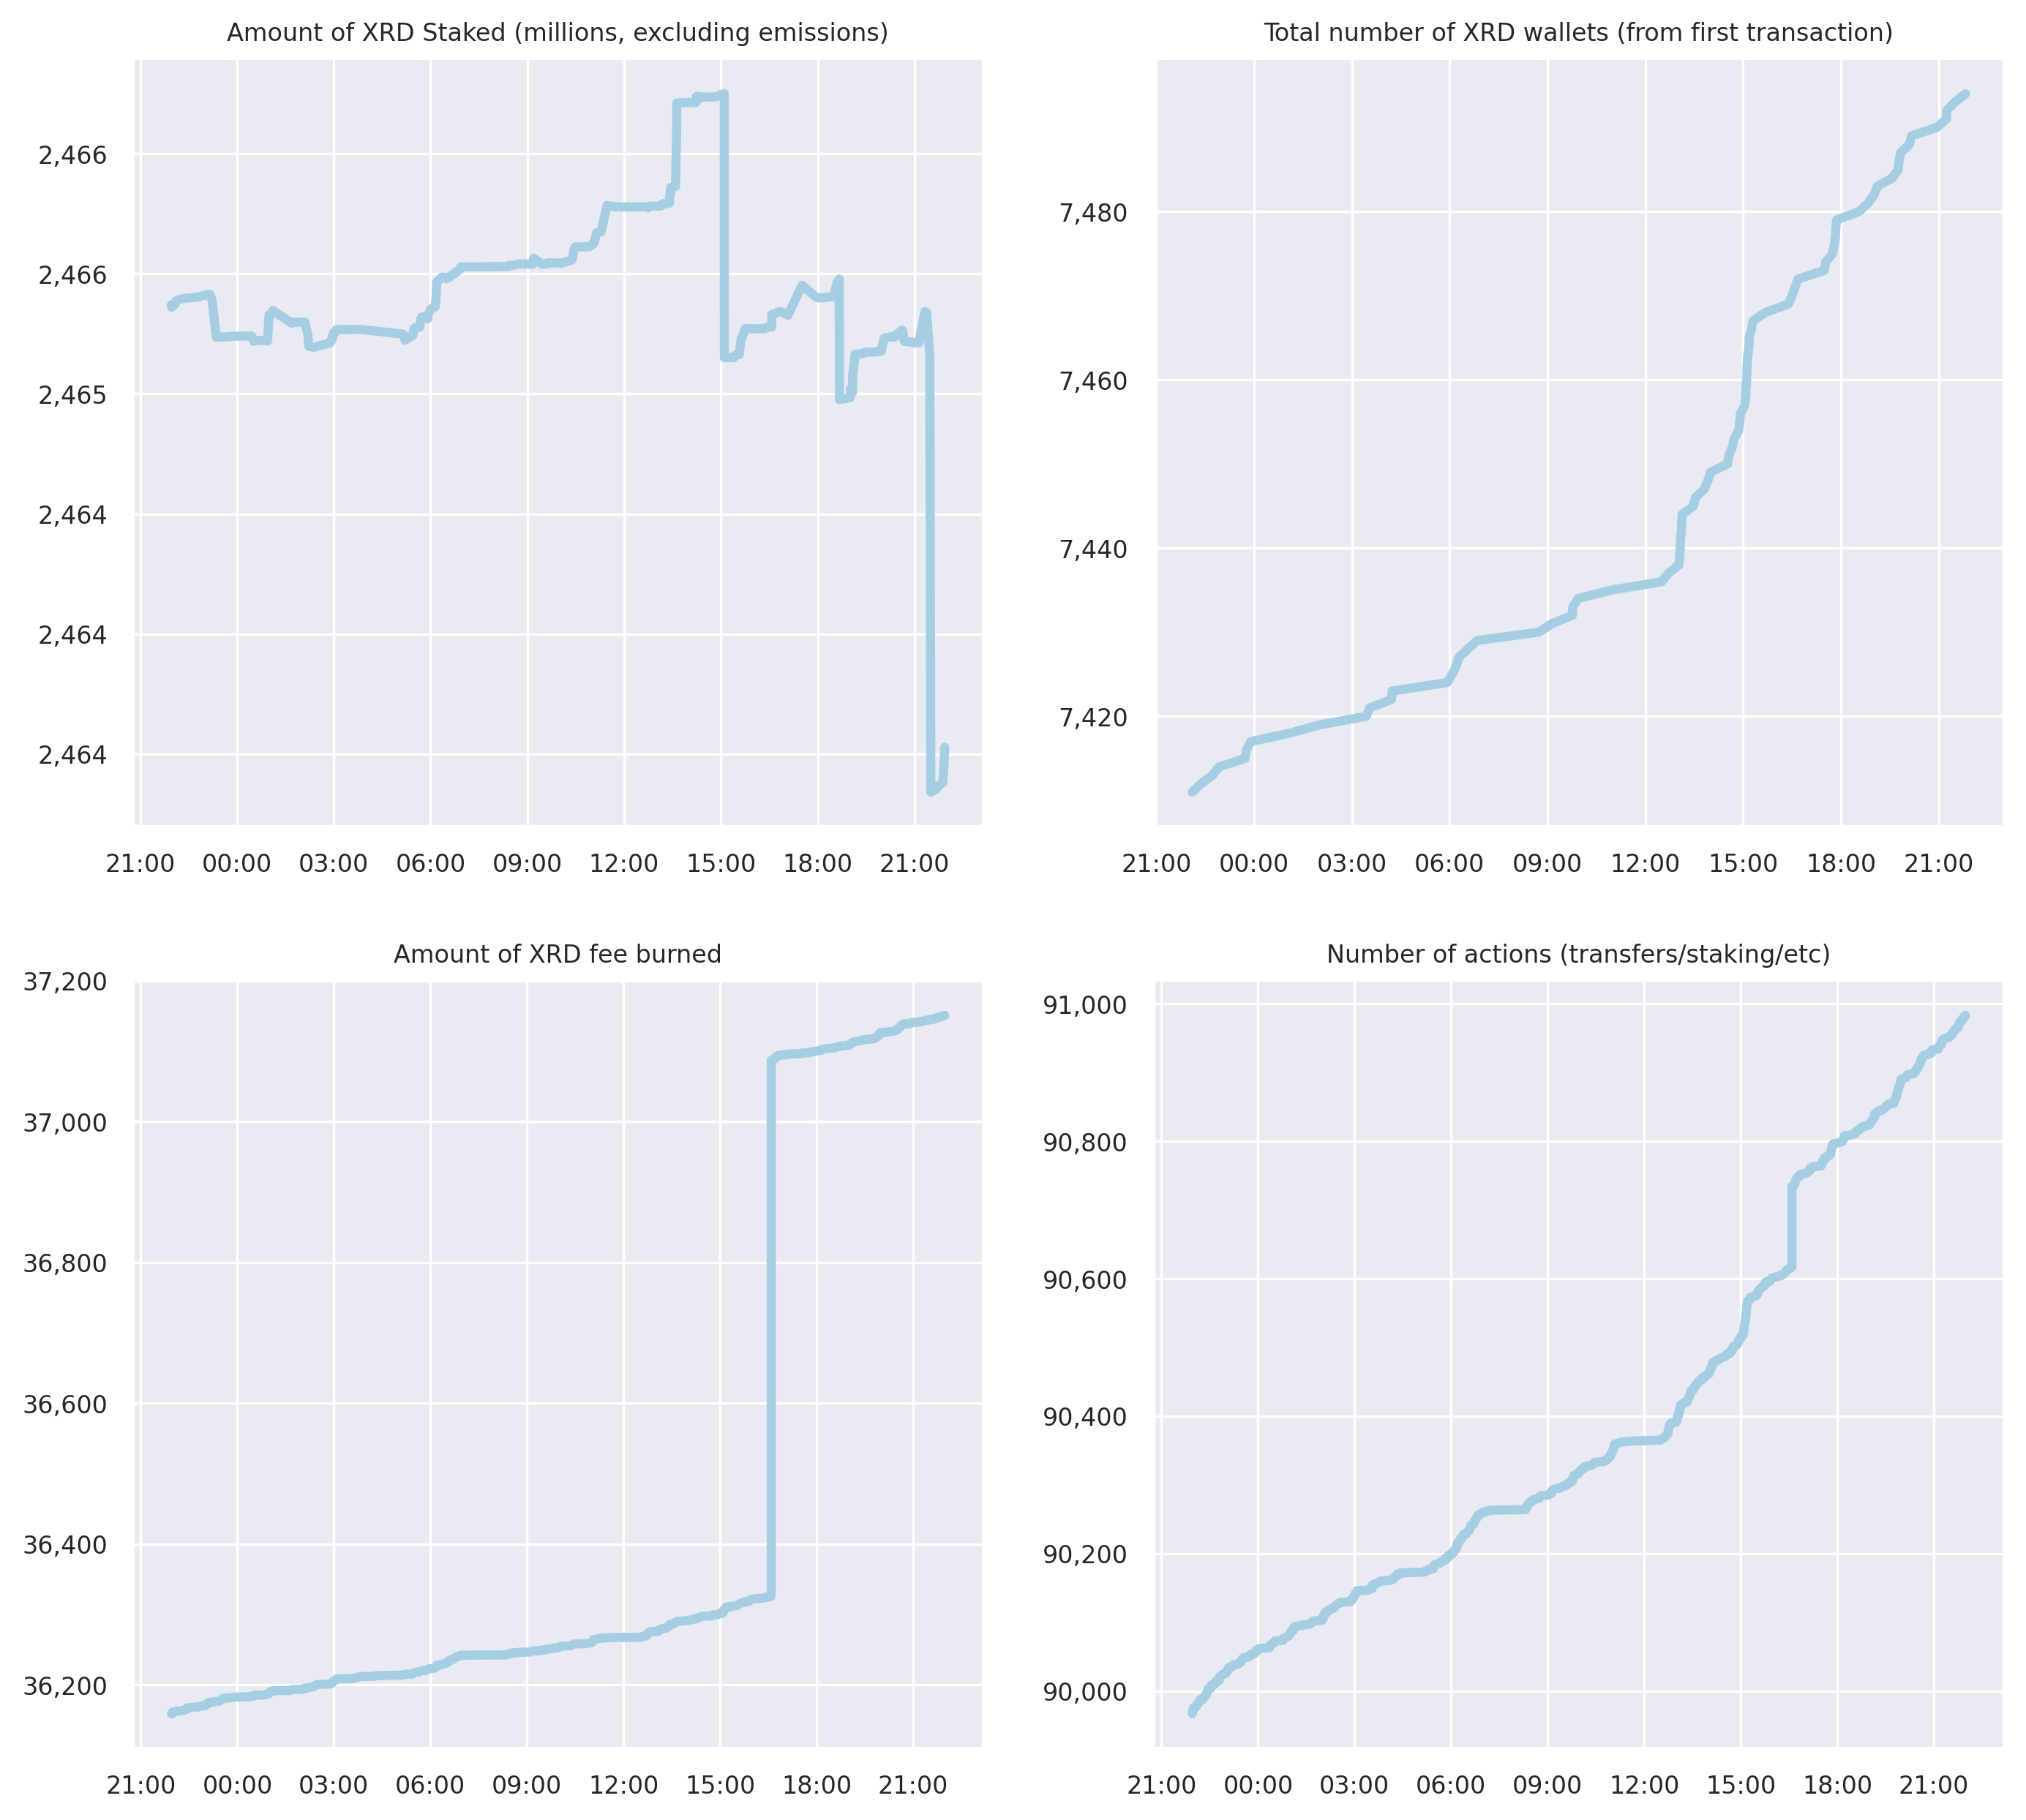 Amount of XRD Staked (millions, excluding emissions)
2,466
2,466
2,465
2,464
2,464
2,464
21:00 00:00 03:00 06:00 09:00 12:00 15:00 18:00 21:00
Total number of XRD wallets (from first transaction)
7,480
7,460
7,440
7,420
21:00 00:00 03:00 06:00 09:00 12:00 15:00 18:00 21:00
Amount of XRD fee burned
37,200
37,000
36,800
36,600
36,400
36,200
21:00 00:00 03:00 06:00 09:00 12:00 15:00 18:00 21:00
Number of actions (transfers/staking/etc)
91,000
90,800
90,600
90,400
90,200
90,000
21:00 00:00 03:00 06:00 09:00 12:00 15:00 18:00 21:00